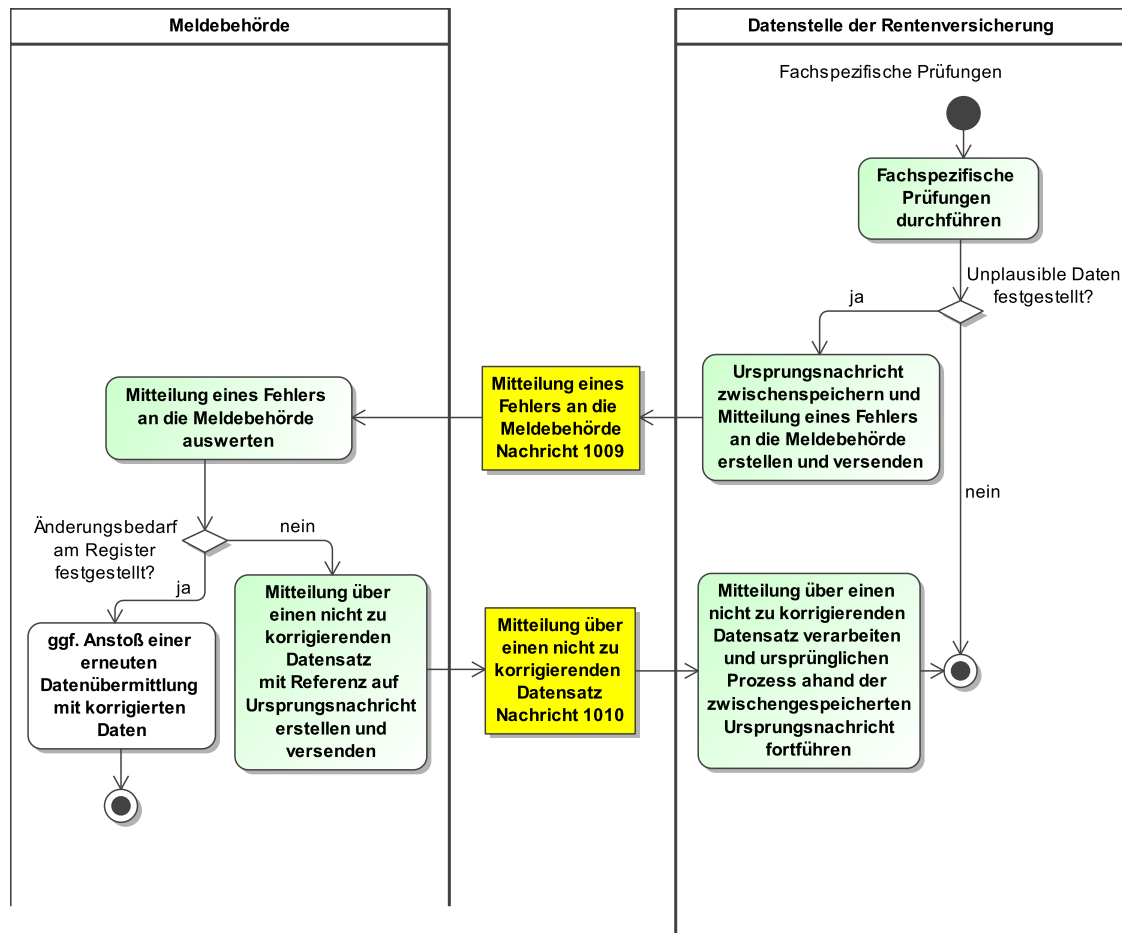 Meldebehörde
Datenstelle der Rentenversicherung
Fachspezifische Prüfungen
Fachspezifische
Prüfungen
durchführen
Unplausible Daten
festgestellt?
ja
nein
Ursprungsnachricht
zwischenspeichern und
Mitteilung eines Fehlers
an die Meldebehörde
erstellen und versenden
Mitteilung eines
Fehlers an die
Meldebehörde
Nachricht 1009
Mitteilung eines Fehlers
an die Meldebehörde
auswerten
Änderungsbedarf
am Register
festgestellt?
nein
ja
ggf. Anstoß einer
erneuten
Datenübermittlung
mit korrigierten
Daten
Mitteilung über
einen nicht zu
korrigierenden
Datensatz
mit Referenz auf
Ursprungsnachricht
erstellen und
versenden
Mitteilung über
einen nicht zu
korrigierenden
Datensatz
Nachricht 1010
Mitteilung über einen
nicht zu korrigierenden
Datensatz verarbeiten
und ursprünglichen
Prozess ahand der
zwischengespeicherten
Ursprungsnachricht
fortführen